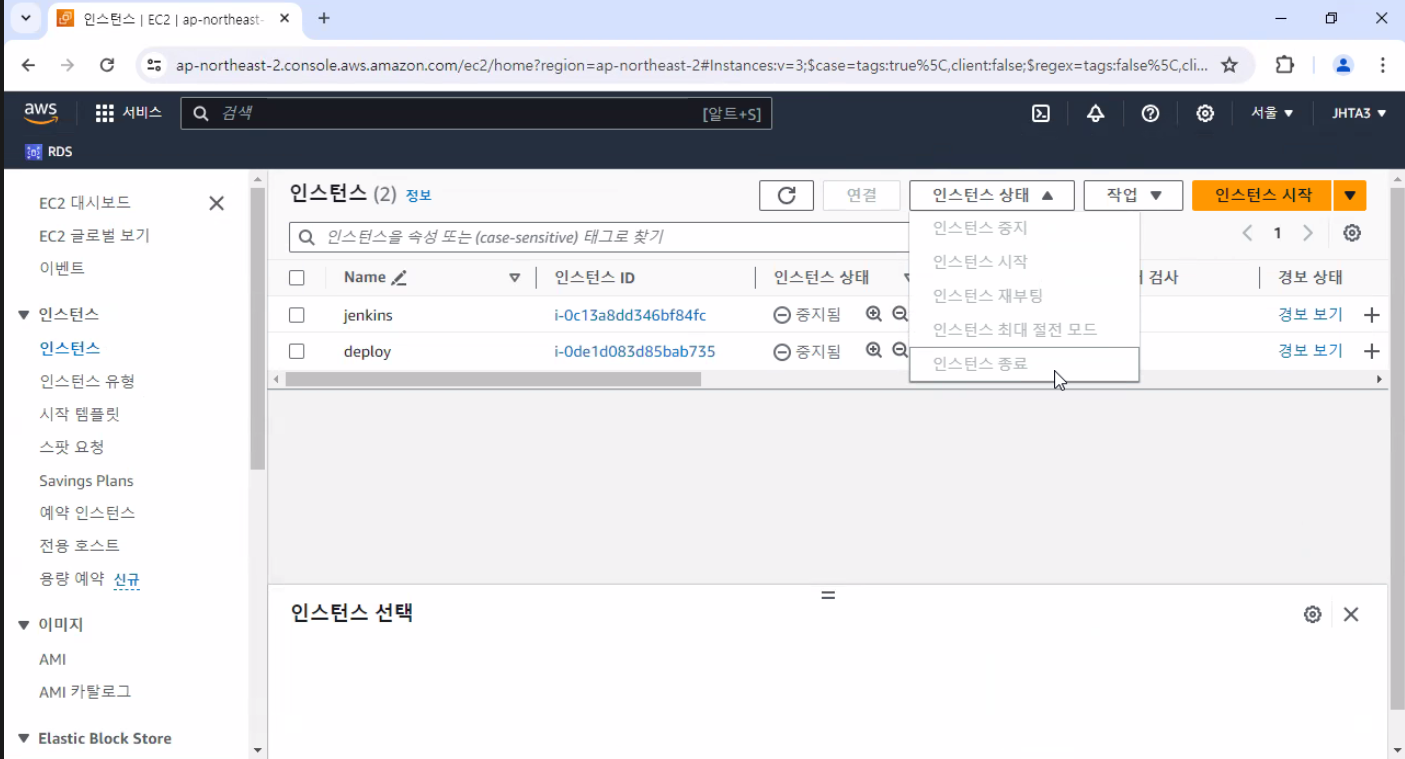 인스턴스 | EC2 | ap-northeast-
ap-northeast-2.console.aws.amazon.com/ec2/home?region=ap-northeast-2#Instances:v=3;$case=tags:true%5C,client:false;$regex=tags:false%5C,cli...
aws 서비스 검색 [알트+S] 서울 JHTA3
RDS
EC2 대시보드
EC2 글로벌 보기
이벤트
인스턴스
인스턴스
인스턴스 유형
시작 템플릿
스팟 요청
Savings Plans
예약 인스턴스
전용 호스트
용량 예약 신규
이미지
AMI
AMI 카탈로그
Elastic Block Store
인스턴스 (2) 정보 연결 인스턴스 상태 작업 인스턴스 시작
인스턴스을 속성 또는 (case-sensitive) 태그로 찾기 1
인스턴스 중지
인스턴스 시작
인스턴스 재부팅
인스턴스 최대 절전 모드
인스턴스 종료
Name 인스턴스 ID 인스턴스 상태 검사 경보 상태
jenkins i-0c13a8dd346bf84fc 중지됨 경보 보기
deploy i-0de1d083d85bab735 중지됨 경보 보기
인스턴스 선택